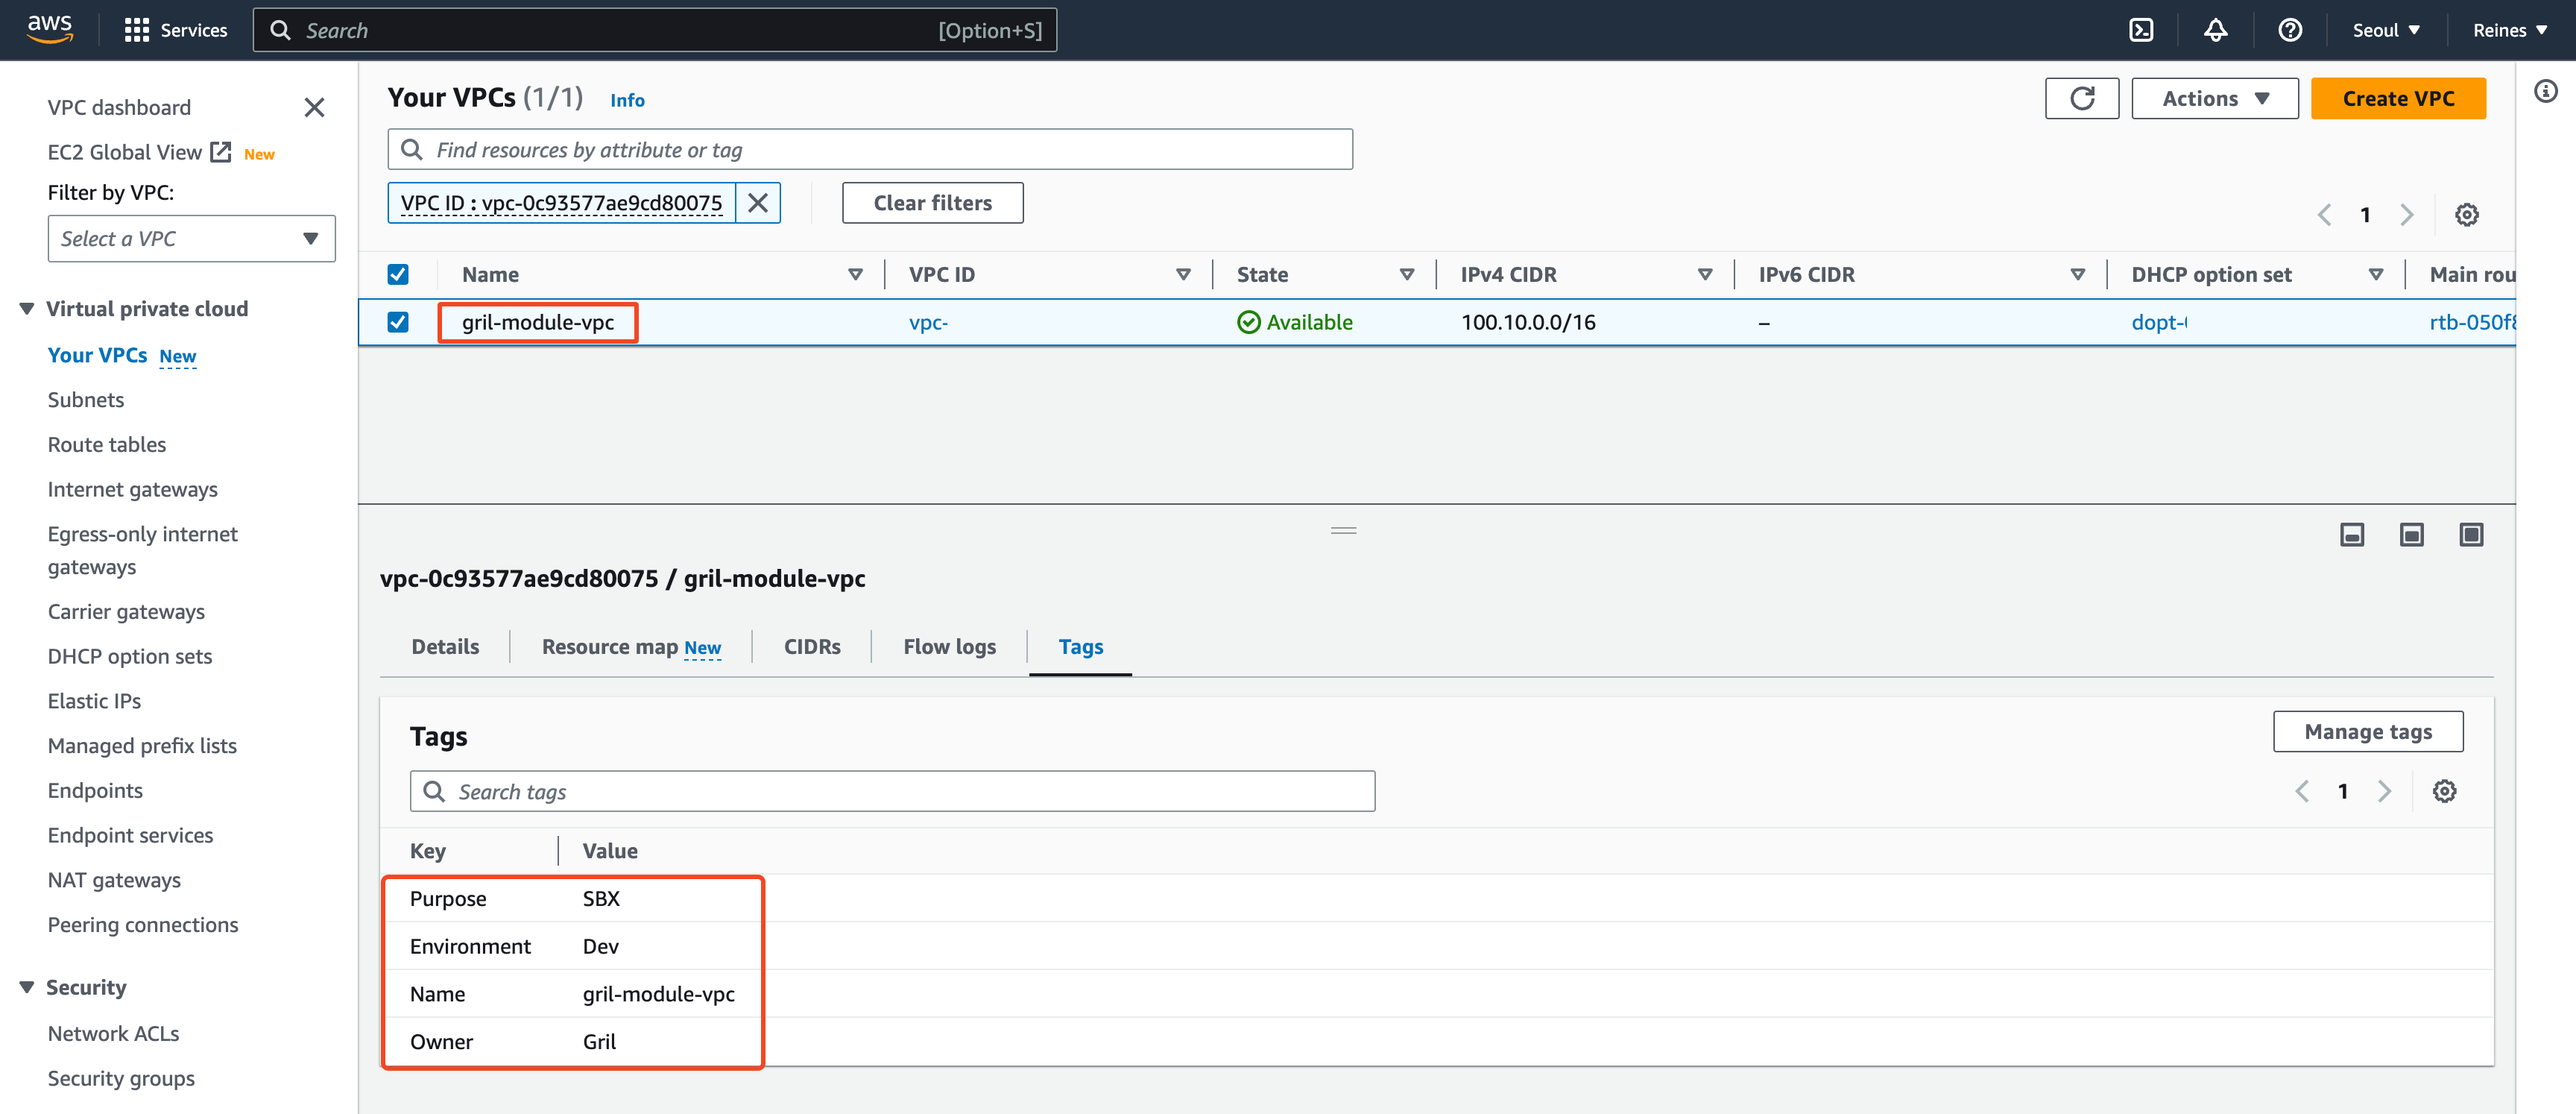 aws Services Search [Option+S] Seoul Reines
VPC dashboard
EC2 Global View New
Filter by VPC:
Select a VPC
Virtual private cloud
Your VPCs New
Subnets
Route tables
Internet gateways
Egress-only internet
gateways
Carrier gateways
DHCP option sets
Elastic IPs
Managed prefix lists
Endpoints
Endpoint services
NAT gateways
Peering connections
Security
Network ACLs
Security groups
Your VPCs (1/1) Info
Actions Create VPC
Find resources by attribute or tag
VPC ID : vpc-0c93577ae9cd80075 Clear filters
1
Name VPC ID State IPv4 CIDR IPv6 CIDR DHCP option set Main rou
gril-module-vpc vpc- Available 100.10.0.0/16 – dopt- rtb-050f8
vpc-0c93577ae9cd80075 / gril-module-vpc
Details Resource map New CIDRs Flow logs Tags
Tags
Manage tags
Search tags
1
Key Value
Purpose SBX
Environment Dev
Name gril-module-vpc
Owner Gril